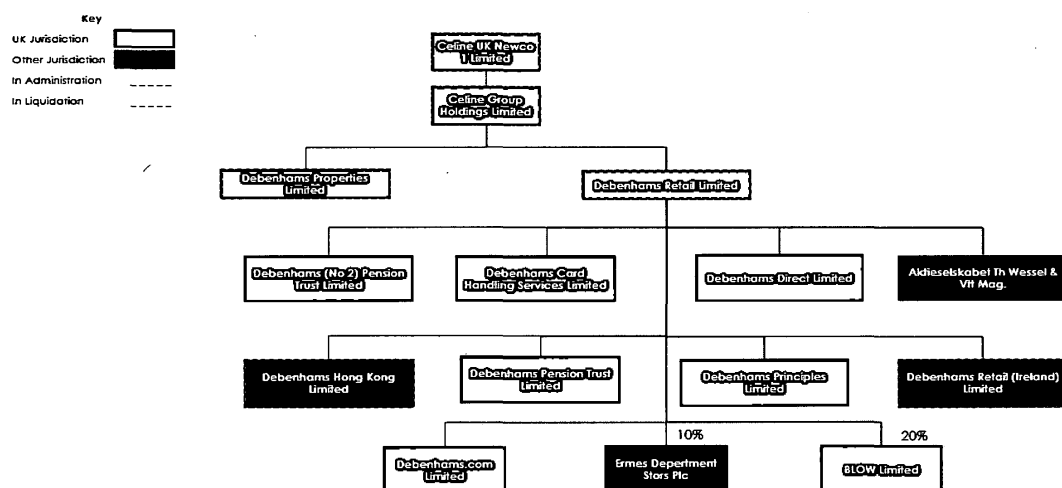 Key
UK Jurisdiction
Other Jurisdiction
In Administration
In Liquidation
Celine UK Newco
1 Limited
Celine Group
Holdings Limited
Debenhams Properties
Limited
Debenhams Retail Limited
Debenhams (No 2) Pension
Trust Limited
Debenhams Card
Handling Services Limited
Debenhams Direct Limited
Aktieselskabet Th Wessel &
Vtt Mag.
Debenhams Hong Kong
Limited
Debenhams Pension Trust
Limited
Debenhams Principles
Limited
Debenhams Retail (Ireland)
Limited
10%
20%
Debenhams.com
Limited
Ermes Depertment
Stors Plc
BLOW Limited